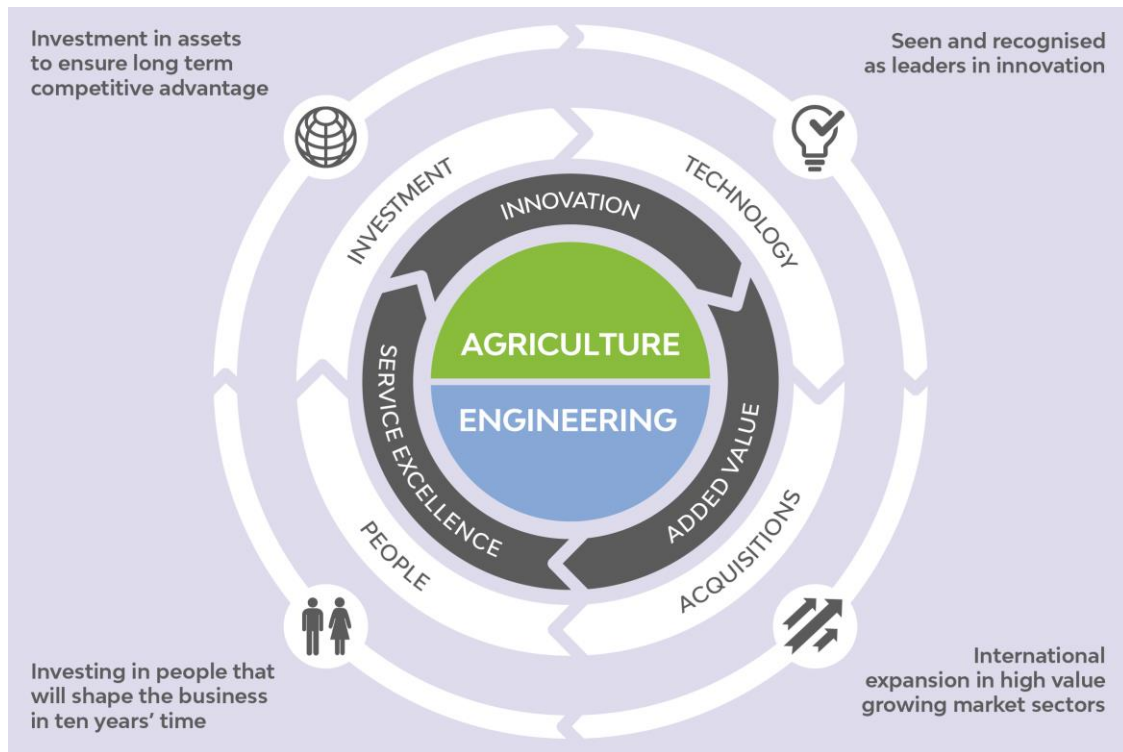 Investment in assets
to ensure long term
competitive advantage
Seen and recognised
as leaders in innovation
INVESTMENT
TECHNOLOGY
INNOVATION
AGRICULTURE
ENGINEERING
SERVICE EXCELLENCE
ADDED VALUE
PEOPLE
ACQUISITIONS
Investing in people that
will shape the business
in ten years’ time
International
expansion in high value
growing market sectors